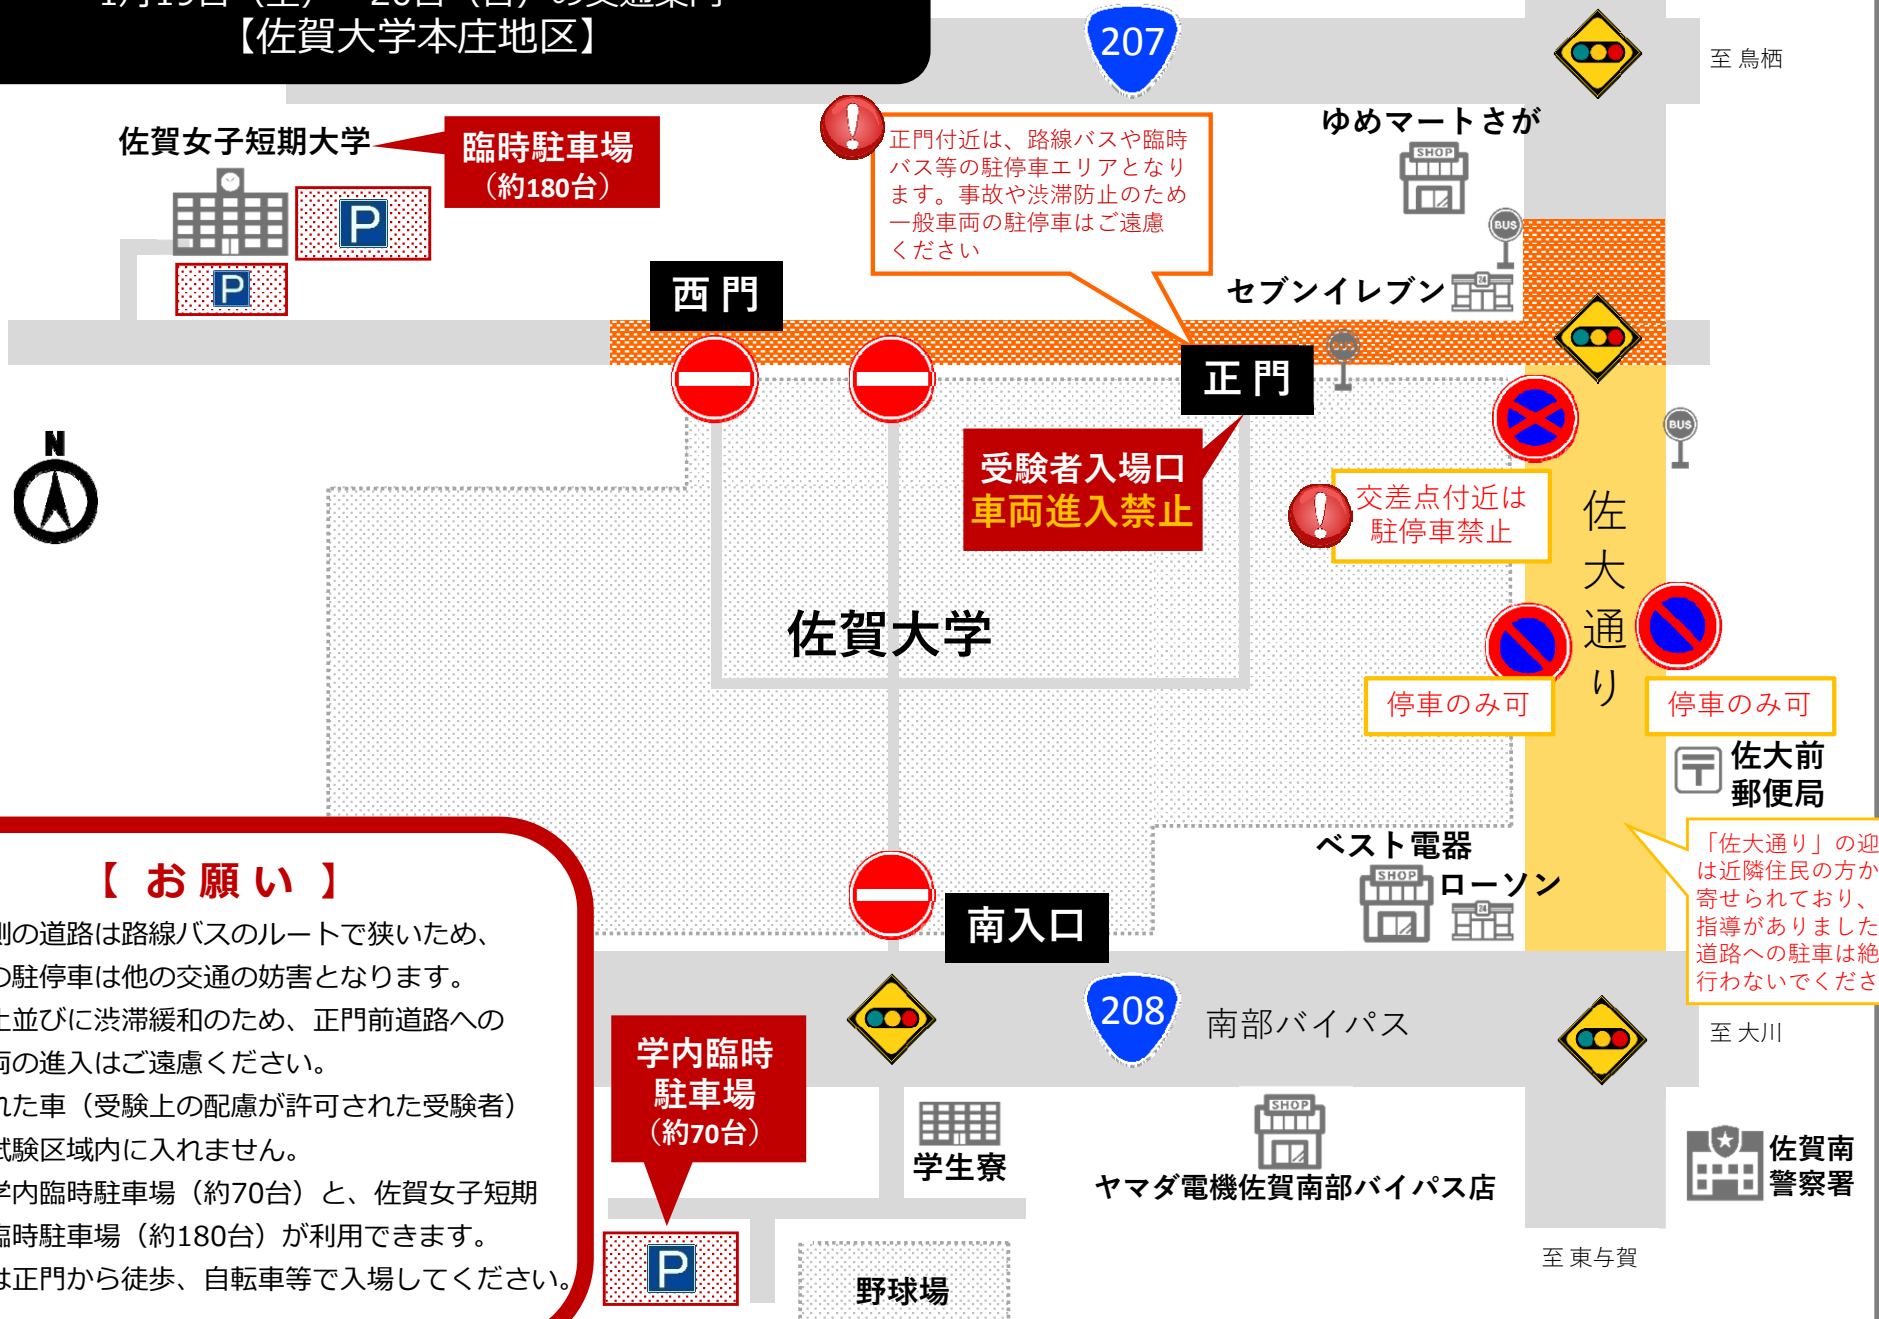 1月19日（土）・20日（日）の交通案内
【佐賀大学本庄地区】
207
至 鳥栖
佐賀女子短期大学
臨時駐車場
（約180台）
P
P
正門付近は、路線バスや臨時
バス等の駐停車エリアとなり
ます。事故や渋滞防止のため
一般車両の駐停車はご遠慮
ください
ゆめマートさが
SHOP
BUS
セブンイレブン
24
西 門
正 門
受験者入場口
車両進入禁止
N
BUS
交差点付近は
駐停車禁止
佐大通り
佐賀大学
停車のみ可
停車のみ可
佐大前
郵便局
「佐大通り」の迎
は近隣住民の方か
寄せられており、
指導がありました
道路への駐車は絶
行わないでくださ
ベスト電器
SHOP
ローソン
24
南入口
【 お 願 い 】
側の道路は路線バスのルートで狭いため、
の駐停車は他の交通の妨害となります。
止並びに渋滞緩和のため、正門前道路への
両の進入はご遠慮ください。
れた車（受験上の配慮が許可された受験者）
試験区域内に入れません。
学内臨時駐車場（約70台）と、佐賀女子短期
臨時駐車場（約180台）が利用できます。
は正門から徒歩、自転車等で入場してください。
208
南部バイパス
至 大川
学内臨時
駐車場
（約70台）
P
学生寮
SHOP
ヤマダ電機佐賀南部バイパス店
佐賀南
警察署
至 東与賀
野球場